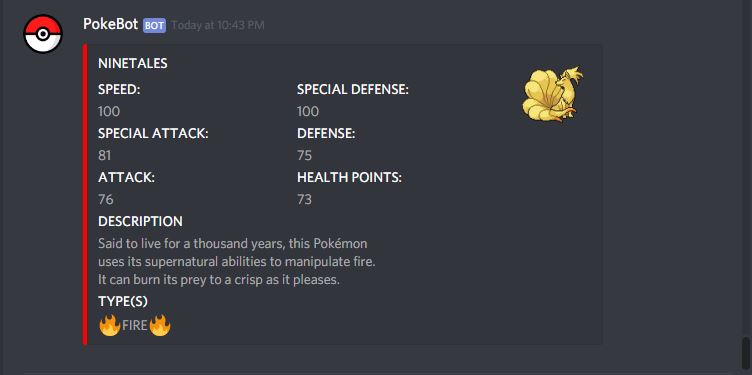 PokeBot BOT Today at 10:43 PM
NINETALES
SPEED: SPECIAL DEFENSE:
100 100
SPECIAL ATTACK: DEFENSE:
81 75
ATTACK: HEALTH POINTS:
76 73
DESCRIPTION
Said to live for a thousand years, this Pokémon
uses its supernatural abilities to manipulate fire.
It can burn its prey to a crisp as it pleases.
TYPE(S)
🔥FIRE🔥